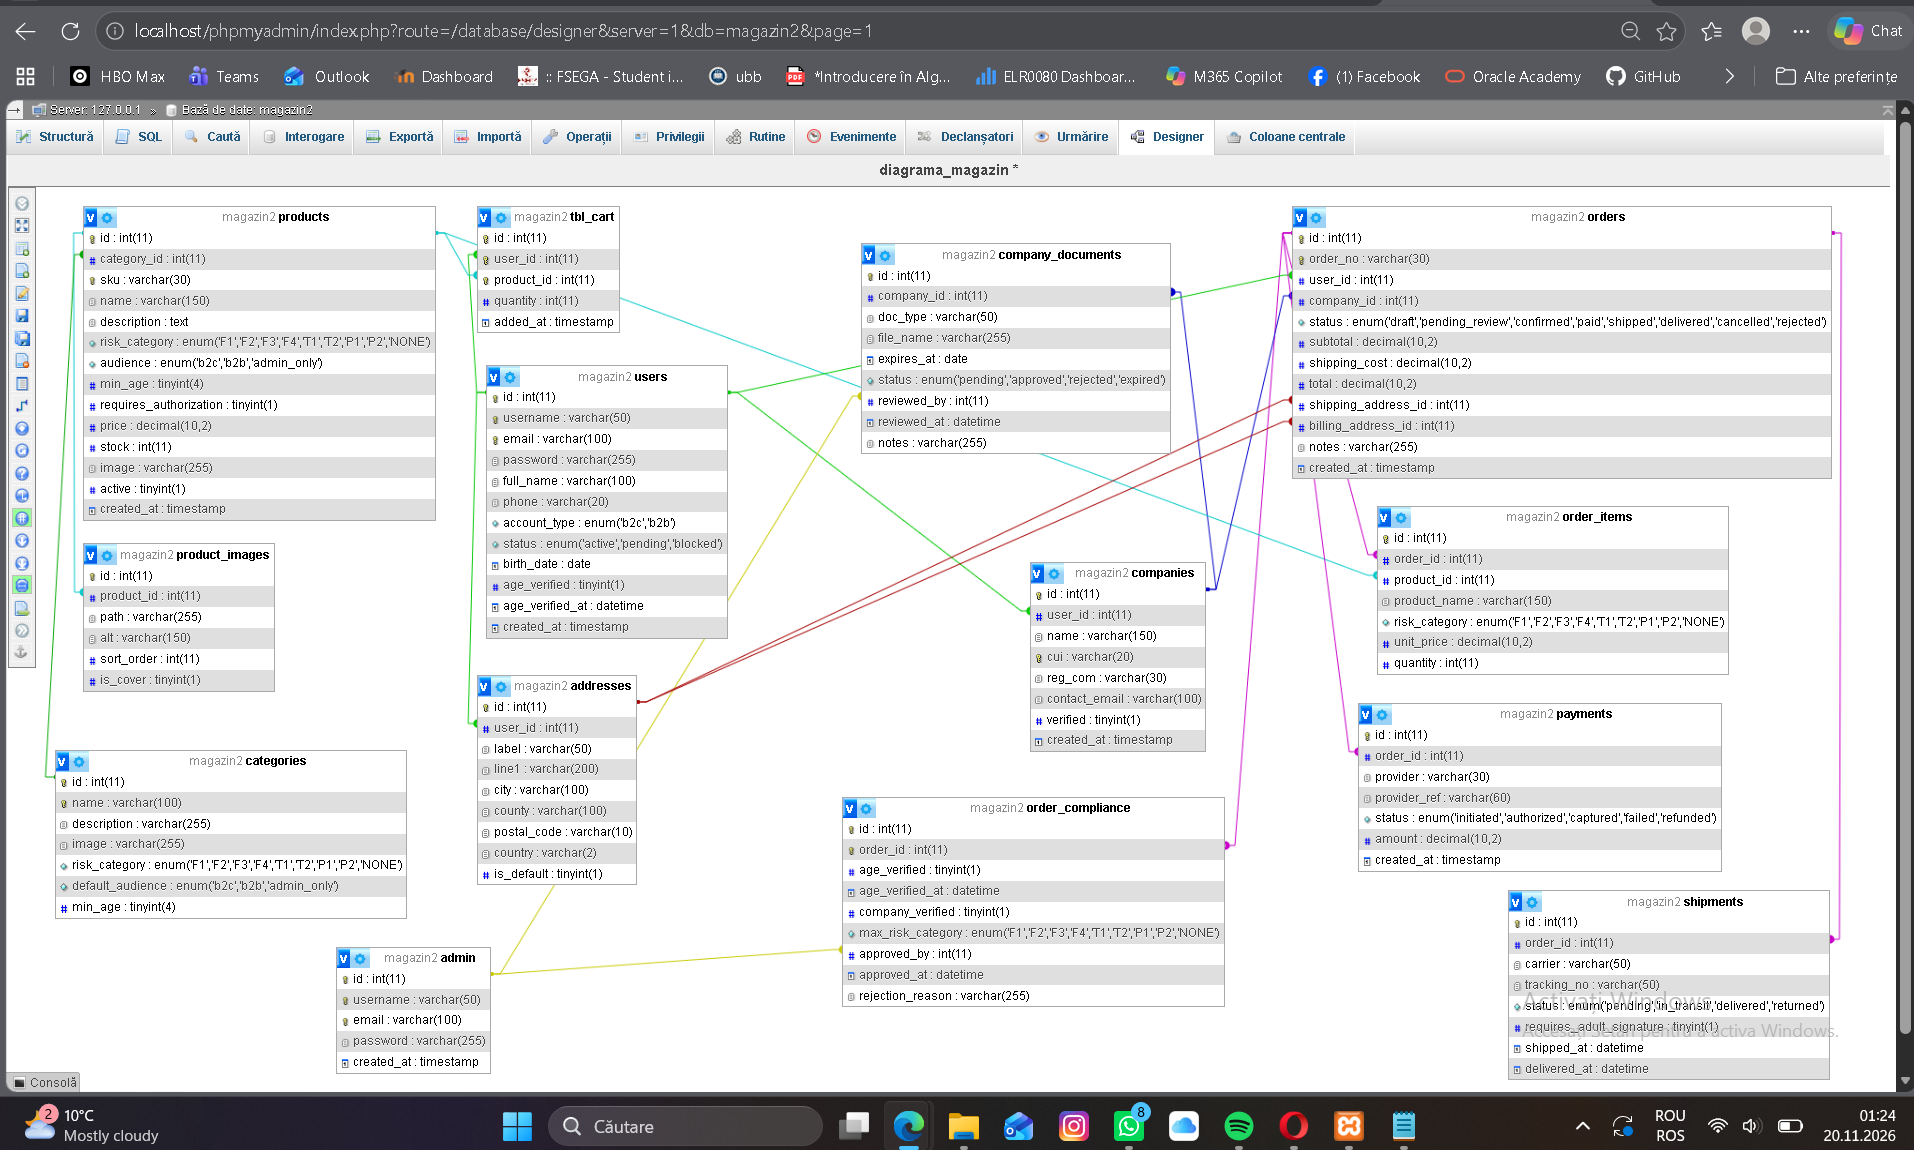 localhost/phpmyadmin/index.php?route=/database/designer&server=1&db=magazin2&page=1
Chat
HBO Max
Teams
Outlook
Dashboard
:: FSEGA - Student i...
ubb
*Introducere în Alg...
ELR0080 Dashboar...
M365 Copilot
(1) Facebook
Oracle Academy
GitHub
Alte preferințe
Server: 127.0.0.1 » Bază de date: magazin2
Structură
SQL
Caută
Interogare
Exportă
Importă
Operații
Privilegii
Rutine
Evenimente
Declanșatori
Urmărire
Designer
Coloane centrale
diagrama_magazin *
magazin2 products
id : int(11)
category_id : int(11)
sku : varchar(30)
name : varchar(150)
description : text
risk_category : enum('F1','F2','F3','F4','T1','T2','P1','P2','NONE')
audience : enum('b2c','b2b','admin_only')
min_age : tinyint(4)
requires_authorization : tinyint(1)
price : decimal(10,2)
stock : int(11)
image : varchar(255)
active : tinyint(1)
created_at : timestamp
magazin2 product_images
id : int(11)
product_id : int(11)
path : varchar(255)
alt : varchar(150)
sort_order : int(11)
is_cover : tinyint(1)
magazin2 categories
id : int(11)
name : varchar(100)
description : varchar(255)
image : varchar(255)
risk_category : enum('F1','F2','F3','F4','T1','T2','P1','P2','NONE')
default_audience : enum('b2c','b2b','admin_only')
min_age : tinyint(4)
magazin2 admin
id : int(11)
username : varchar(50)
email : varchar(100)
password : varchar(255)
created_at : timestamp
magazin2 tbl_cart
id : int(11)
user_id : int(11)
product_id : int(11)
quantity : int(11)
added_at : timestamp
magazin2 users
id : int(11)
username : varchar(50)
email : varchar(100)
password : varchar(255)
full_name : varchar(100)
phone : varchar(20)
account_type : enum('b2c','b2b')
status : enum('active','pending','blocked')
birth_date : date
age_verified : tinyint(1)
age_verified_at : datetime
created_at : timestamp
magazin2 addresses
id : int(11)
user_id : int(11)
label : varchar(50)
line1 : varchar(200)
city : varchar(100)
county : varchar(100)
postal_code : varchar(10)
country : varchar(2)
is_default : tinyint(1)
magazin2 company_documents
id : int(11)
company_id : int(11)
doc_type : varchar(50)
file_name : varchar(255)
expires_at : date
status : enum('pending','approved','rejected','expired')
reviewed_by : int(11)
reviewed_at : datetime
notes : varchar(255)
magazin2 companies
id : int(11)
user_id : int(11)
name : varchar(150)
cui : varchar(20)
reg_com : varchar(30)
contact_email : varchar(100)
verified : tinyint(1)
created_at : timestamp
magazin2 order_compliance
id : int(11)
order_id : int(11)
age_verified : tinyint(1)
age_verified_at : datetime
company_verified : tinyint(1)
max_risk_category : enum('F1','F2','F3','F4','T1','T2','P1','P2','NONE')
approved_by : int(11)
approved_at : datetime
rejection_reason : varchar(255)
magazin2 orders
id : int(11)
order_no : varchar(30)
user_id : int(11)
company_id : int(11)
status : enum('draft','pending_review','confirmed','paid','shipped','delivered','cancelled','rejected')
subtotal : decimal(10,2)
shipping_cost : decimal(10,2)
total : decimal(10,2)
shipping_address_id : int(11)
billing_address_id : int(11)
notes : varchar(255)
created_at : timestamp
magazin2 order_items
id : int(11)
order_id : int(11)
product_id : int(11)
product_name : varchar(150)
risk_category : enum('F1','F2','F3','F4','T1','T2','P1','P2','NONE')
unit_price : decimal(10,2)
quantity : int(11)
magazin2 payments
id : int(11)
order_id : int(11)
provider : varchar(30)
provider_ref : varchar(60)
status : enum('initiated','authorized','captured','failed','refunded')
amount : decimal(10,2)
created_at : timestamp
magazin2 shipments
id : int(11)
order_id : int(11)
carrier : varchar(50)
tracking_no : varchar(50)
status : enum('pending','in_transit','delivered','returned')
requires_adult_signature : tinyint(1)
shipped_at : datetime
delivered_at : datetime
Activați Windows
Accesați Setări pentru a activa Windows.
Consolă
2
10°C
Mostly cloudy
Căutare
8
ROU
ROS
01:24
20.11.2026